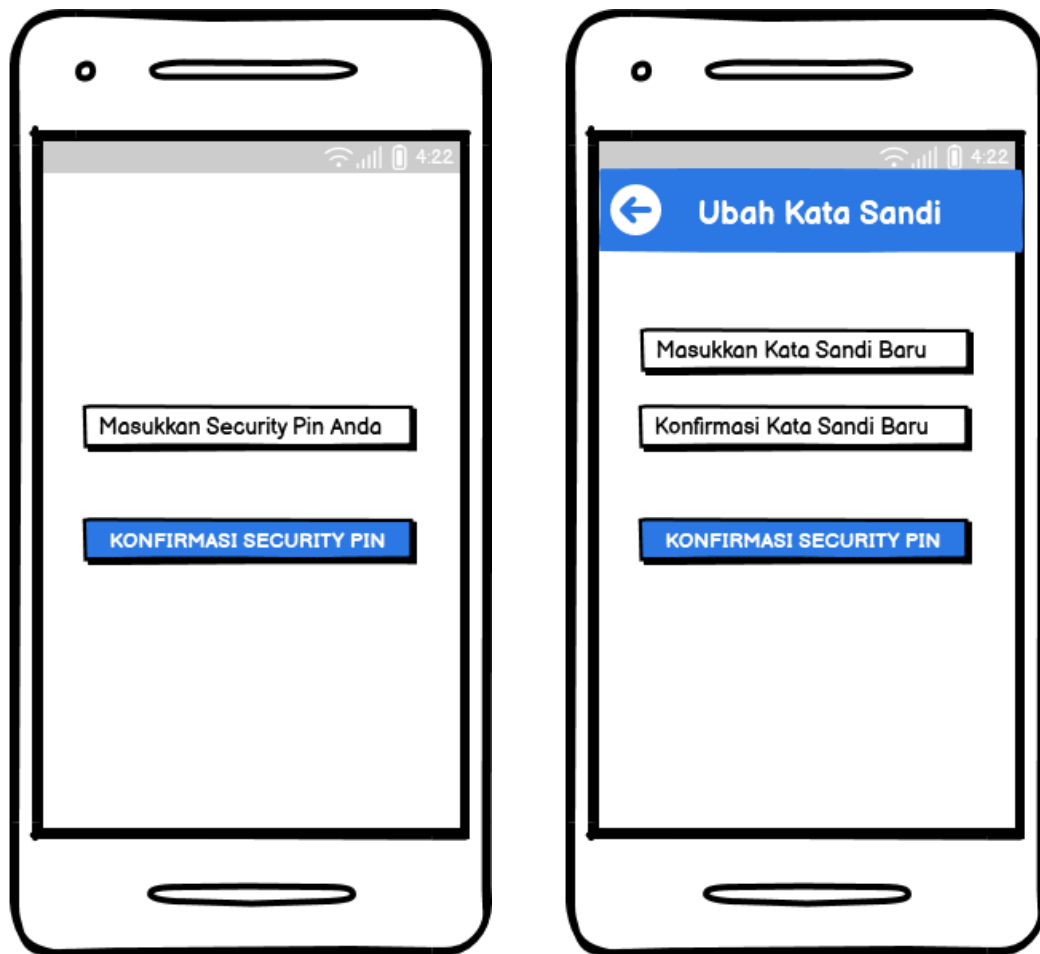 4:22
Masukkan Security Pin Anda
KONFIRMASI SECURITY PIN
4:22
Ubah Kata Sandi
Masukkan Kata Sandi Baru
Konfirmasi Kata Sandi Baru
KONFIRMASI SECURITY PIN